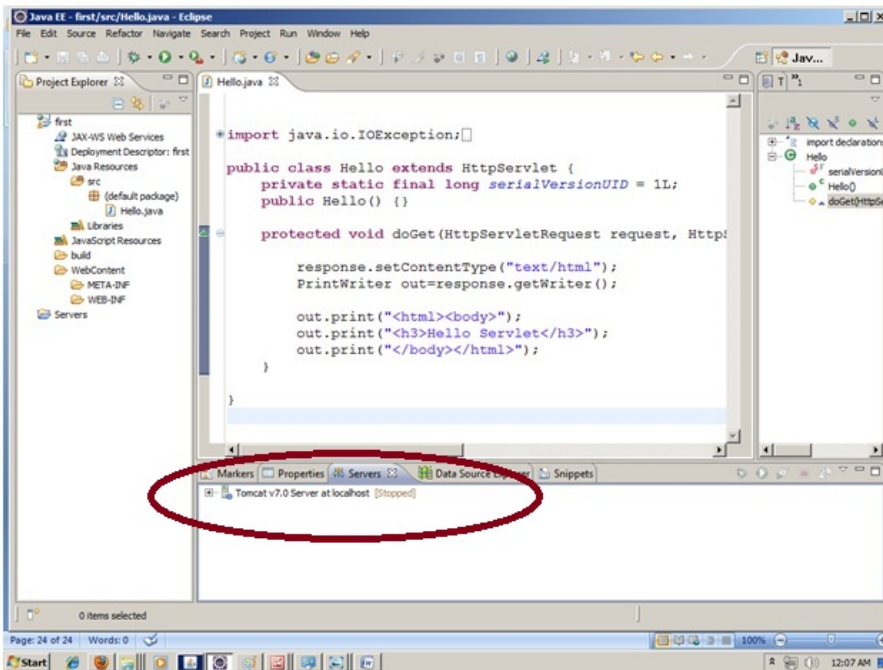 Java EE - first/src/Hello.java - Eclipse
File Edit Source Refactor Navigate Search Project Run Window Help
Jav...
Project Explorer
first
JAX-WS Web Services
Deployment Descriptor: first
Java Resources
src
(default package)
Hello.java
Libraries
JavaScript Resources
build
WebContent
META-INF
WEB-INF
Servers
Hello.java
import java.io.IOException;
public class Hello extends HttpServlet {
private static final long serialVersionUID = 1L;
public Hello() {}
protected void doGet(HttpServletRequest request, HttpS
response.setContentType("text/html");
PrintWriter out=response.getWriter();
out.print("<html><body>");
out.print("<h3>Hello Servlet</h3>");
out.print("</body></html>");
}
}
import declarations
Hello
serialVersionU
Hello()
doGet(HttpSe
Markers Properties Servers Data Source Explorer Snippets
Tomcat v7.0 Server at localhost [Stopped]
0 items selected
Page: 24 of 24 Words: 0 100%
Start 12:07 AM